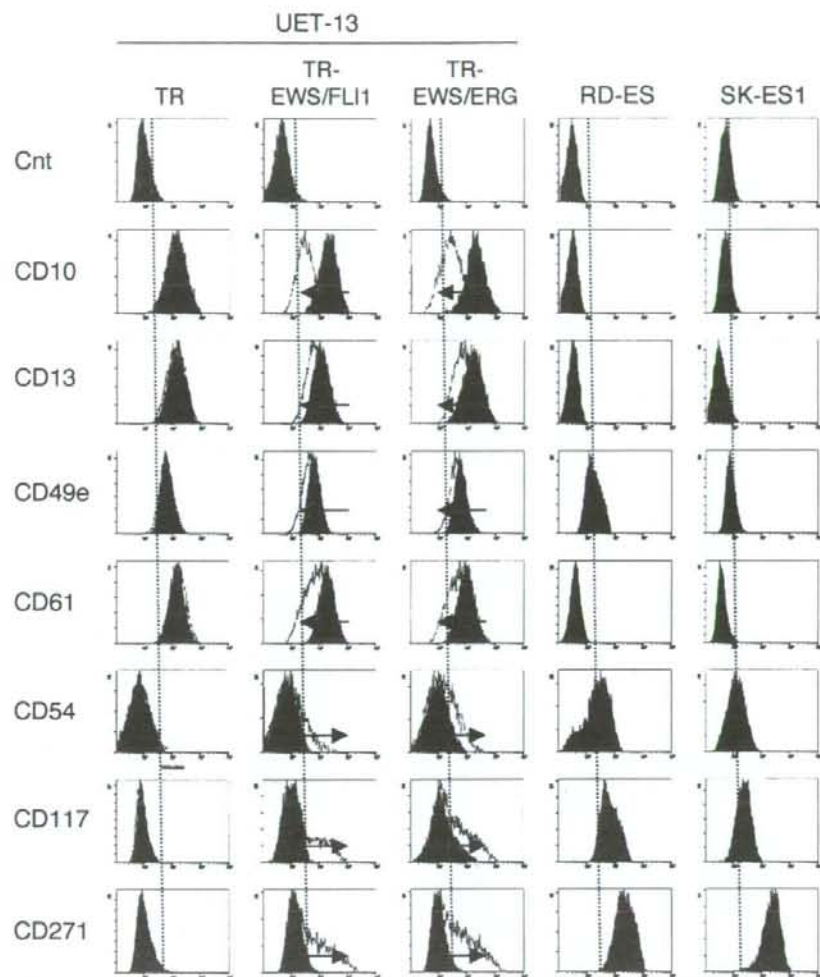 UET-13
TR
TR-
EWS/FLI1
TR-
EWS/ERG
RD-ES
SK-ES1
Cnt
CD10
CD13
CD49e
CD61
CD54
CD117
CD271